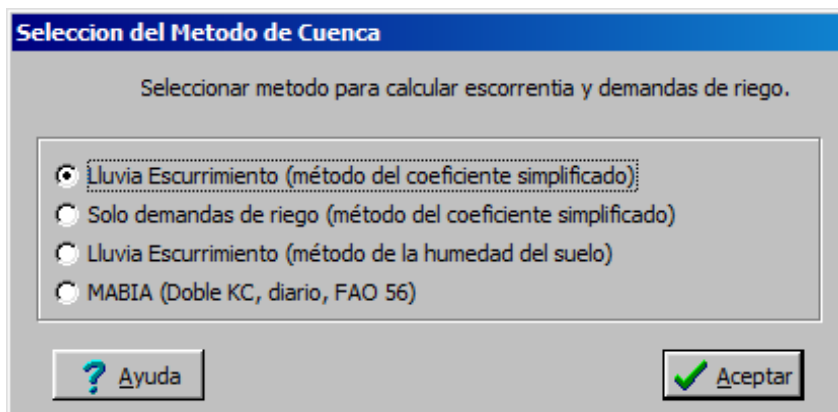 Seleccion del Metodo de Cuenca
Seleccionar metodo para calcular escorrentia y demandas de riego.
Lluvia Escurrimiento (método del coeficiente simplificado)
Solo demandas de riego (método del coeficiente simplificado)
Lluvia Escurrimiento (método de la humedad del suelo)
MABIA (Doble KC, diario, FAO 56)
? Ayuda
Aceptar